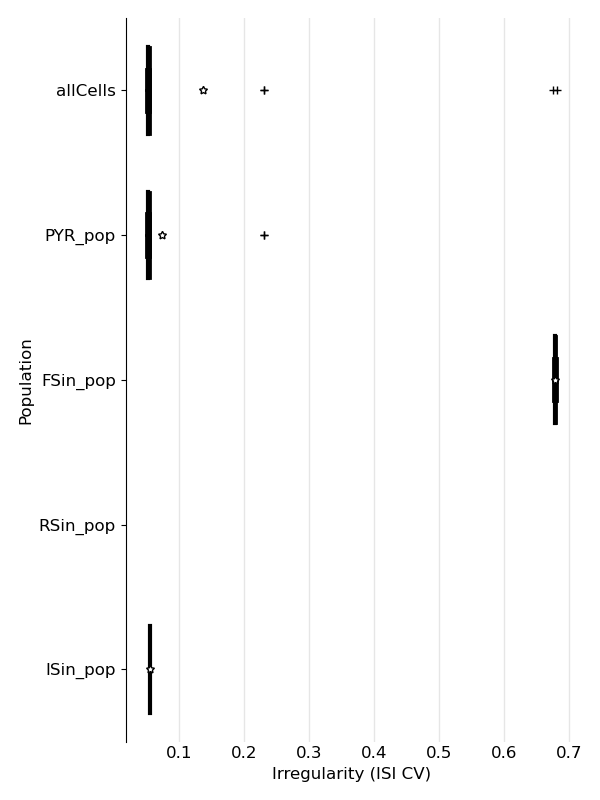 allCells
PYR_pop
FSin_pop
RSin_pop
ISin_pop
Population
0.1 0.2 0.3 0.4 0.5 0.6 0.7
Irregularity (ISI CV)